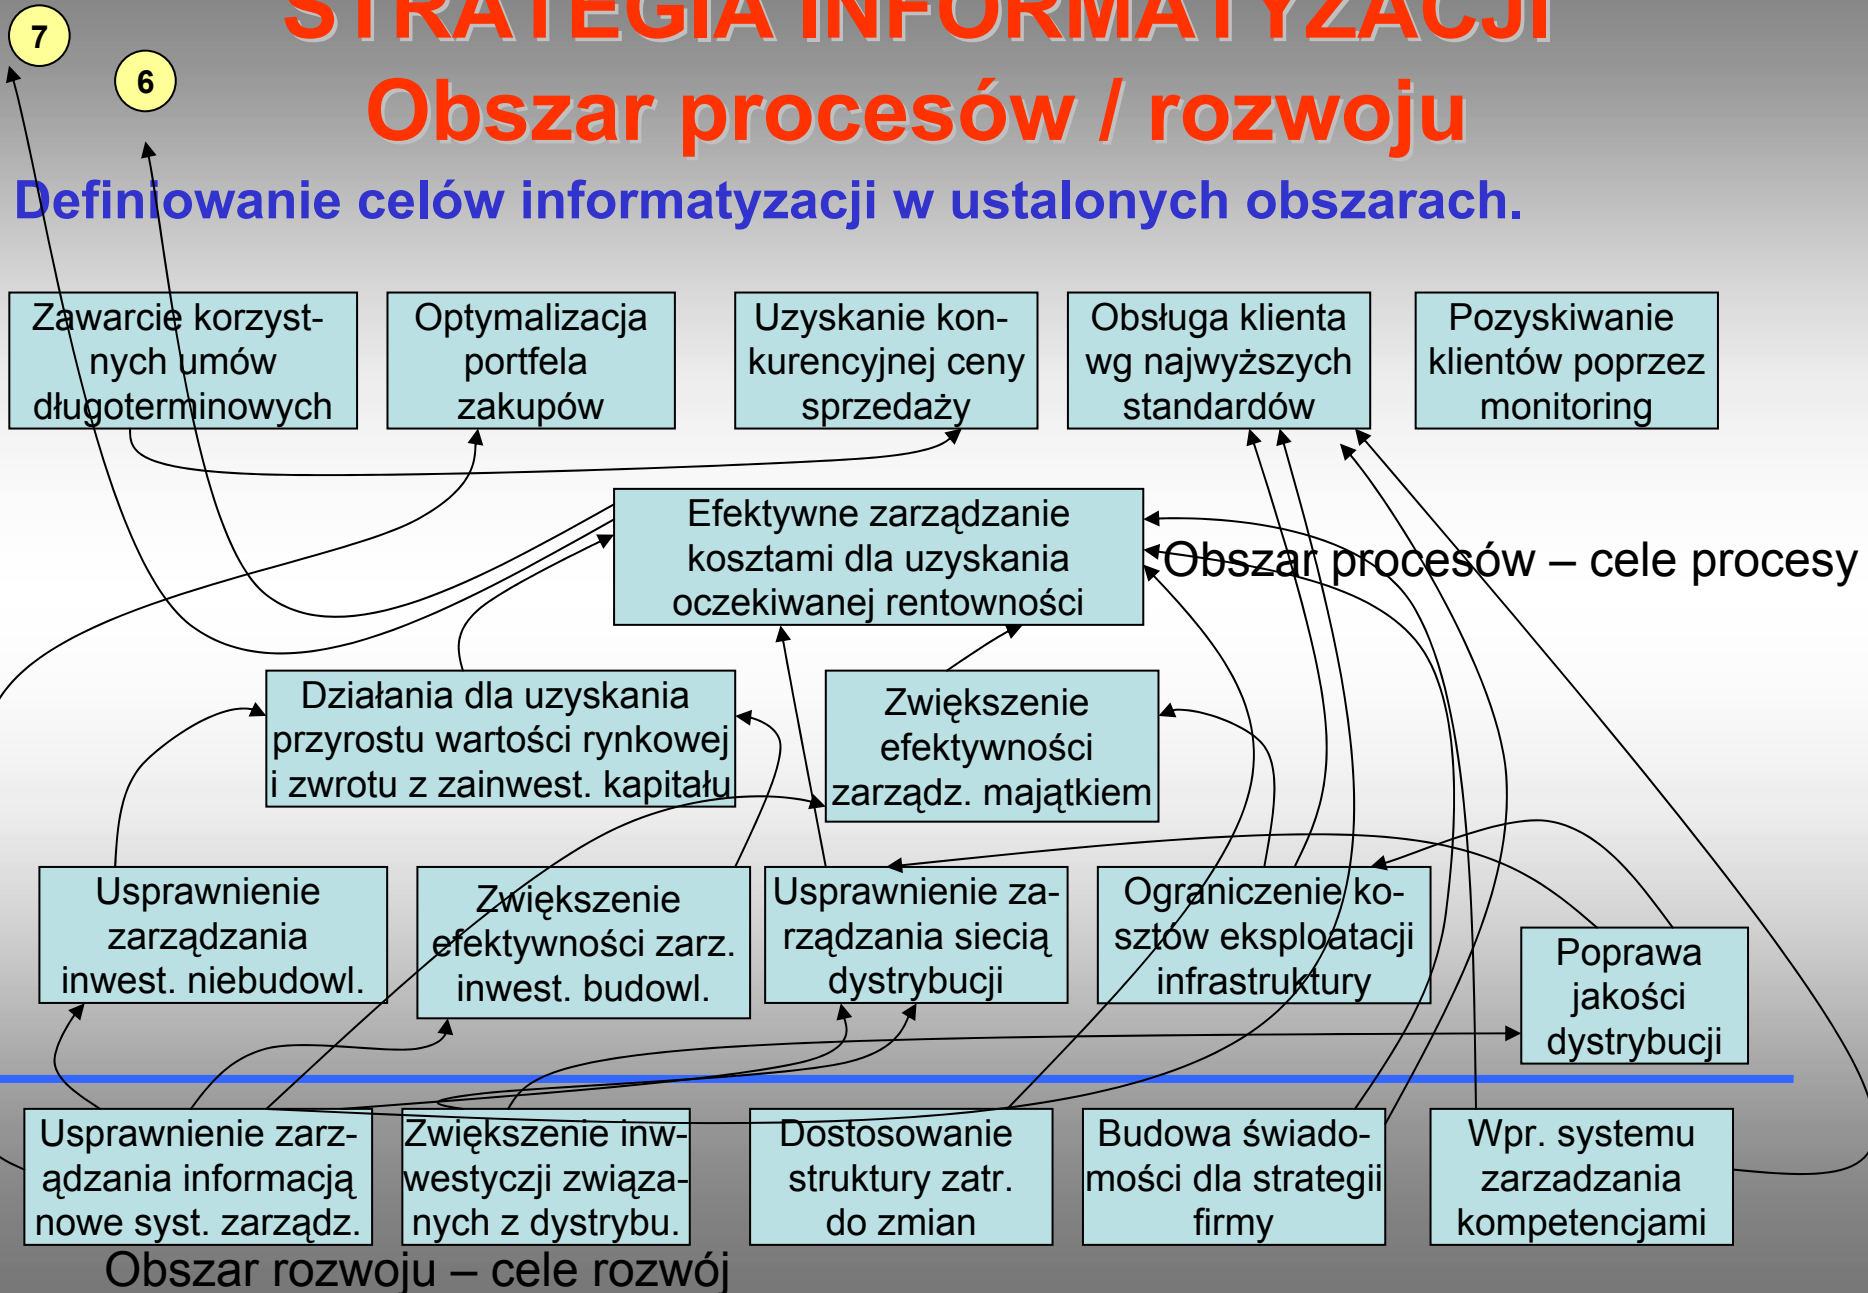 STRATEGIA INFORMATYZACJI
7
6
Obszar procesów / rozwoju
Definiowanie celów informatyzacji w ustalonych obszarach.
Zawarcie korzyst-
nych umów
długoterminowych
Optymalizacja
portfela
zakupów
Uzyskanie kon-
kurencyjnej ceny
sprzedaży
Obsługa klienta
wg najwyższych
standardów
Pozyskiwanie
klientów poprzez
monitoring
Efektywne zarządzanie
kosztami dla uzyskania
oczekiwanej rentowności
Obszar procesów – cele procesy
Działania dla uzyskania
przyrostu wartości rynkowej
i zwrotu z zainwest. kapitału
Zwiększenie
efektywności
zarządz. majątkiem
Usprawnienie
zarządzania
inwest. niebudowl.
Zwiększenie
efektywności zarz.
inwest. budowl.
Usprawnienie za-
rządzania siecią
dystrybucji
Ograniczenie ko-
sztów eksploatacji
infrastruktury
Poprawa
jakości
dystrybucji
Usprawnienie zarz-
ądzania informacją
nowe syst. zarządz.
Zwiększenie inw-
westyczji związa-
nych z dystrybu.
Dostosowanie
struktury zatr.
do zmian
Budowa świado-
mości dla strategii
firmy
Wpr. systemu
zarzadzania
kompetencjami
Obszar rozwoju – cele rozwój